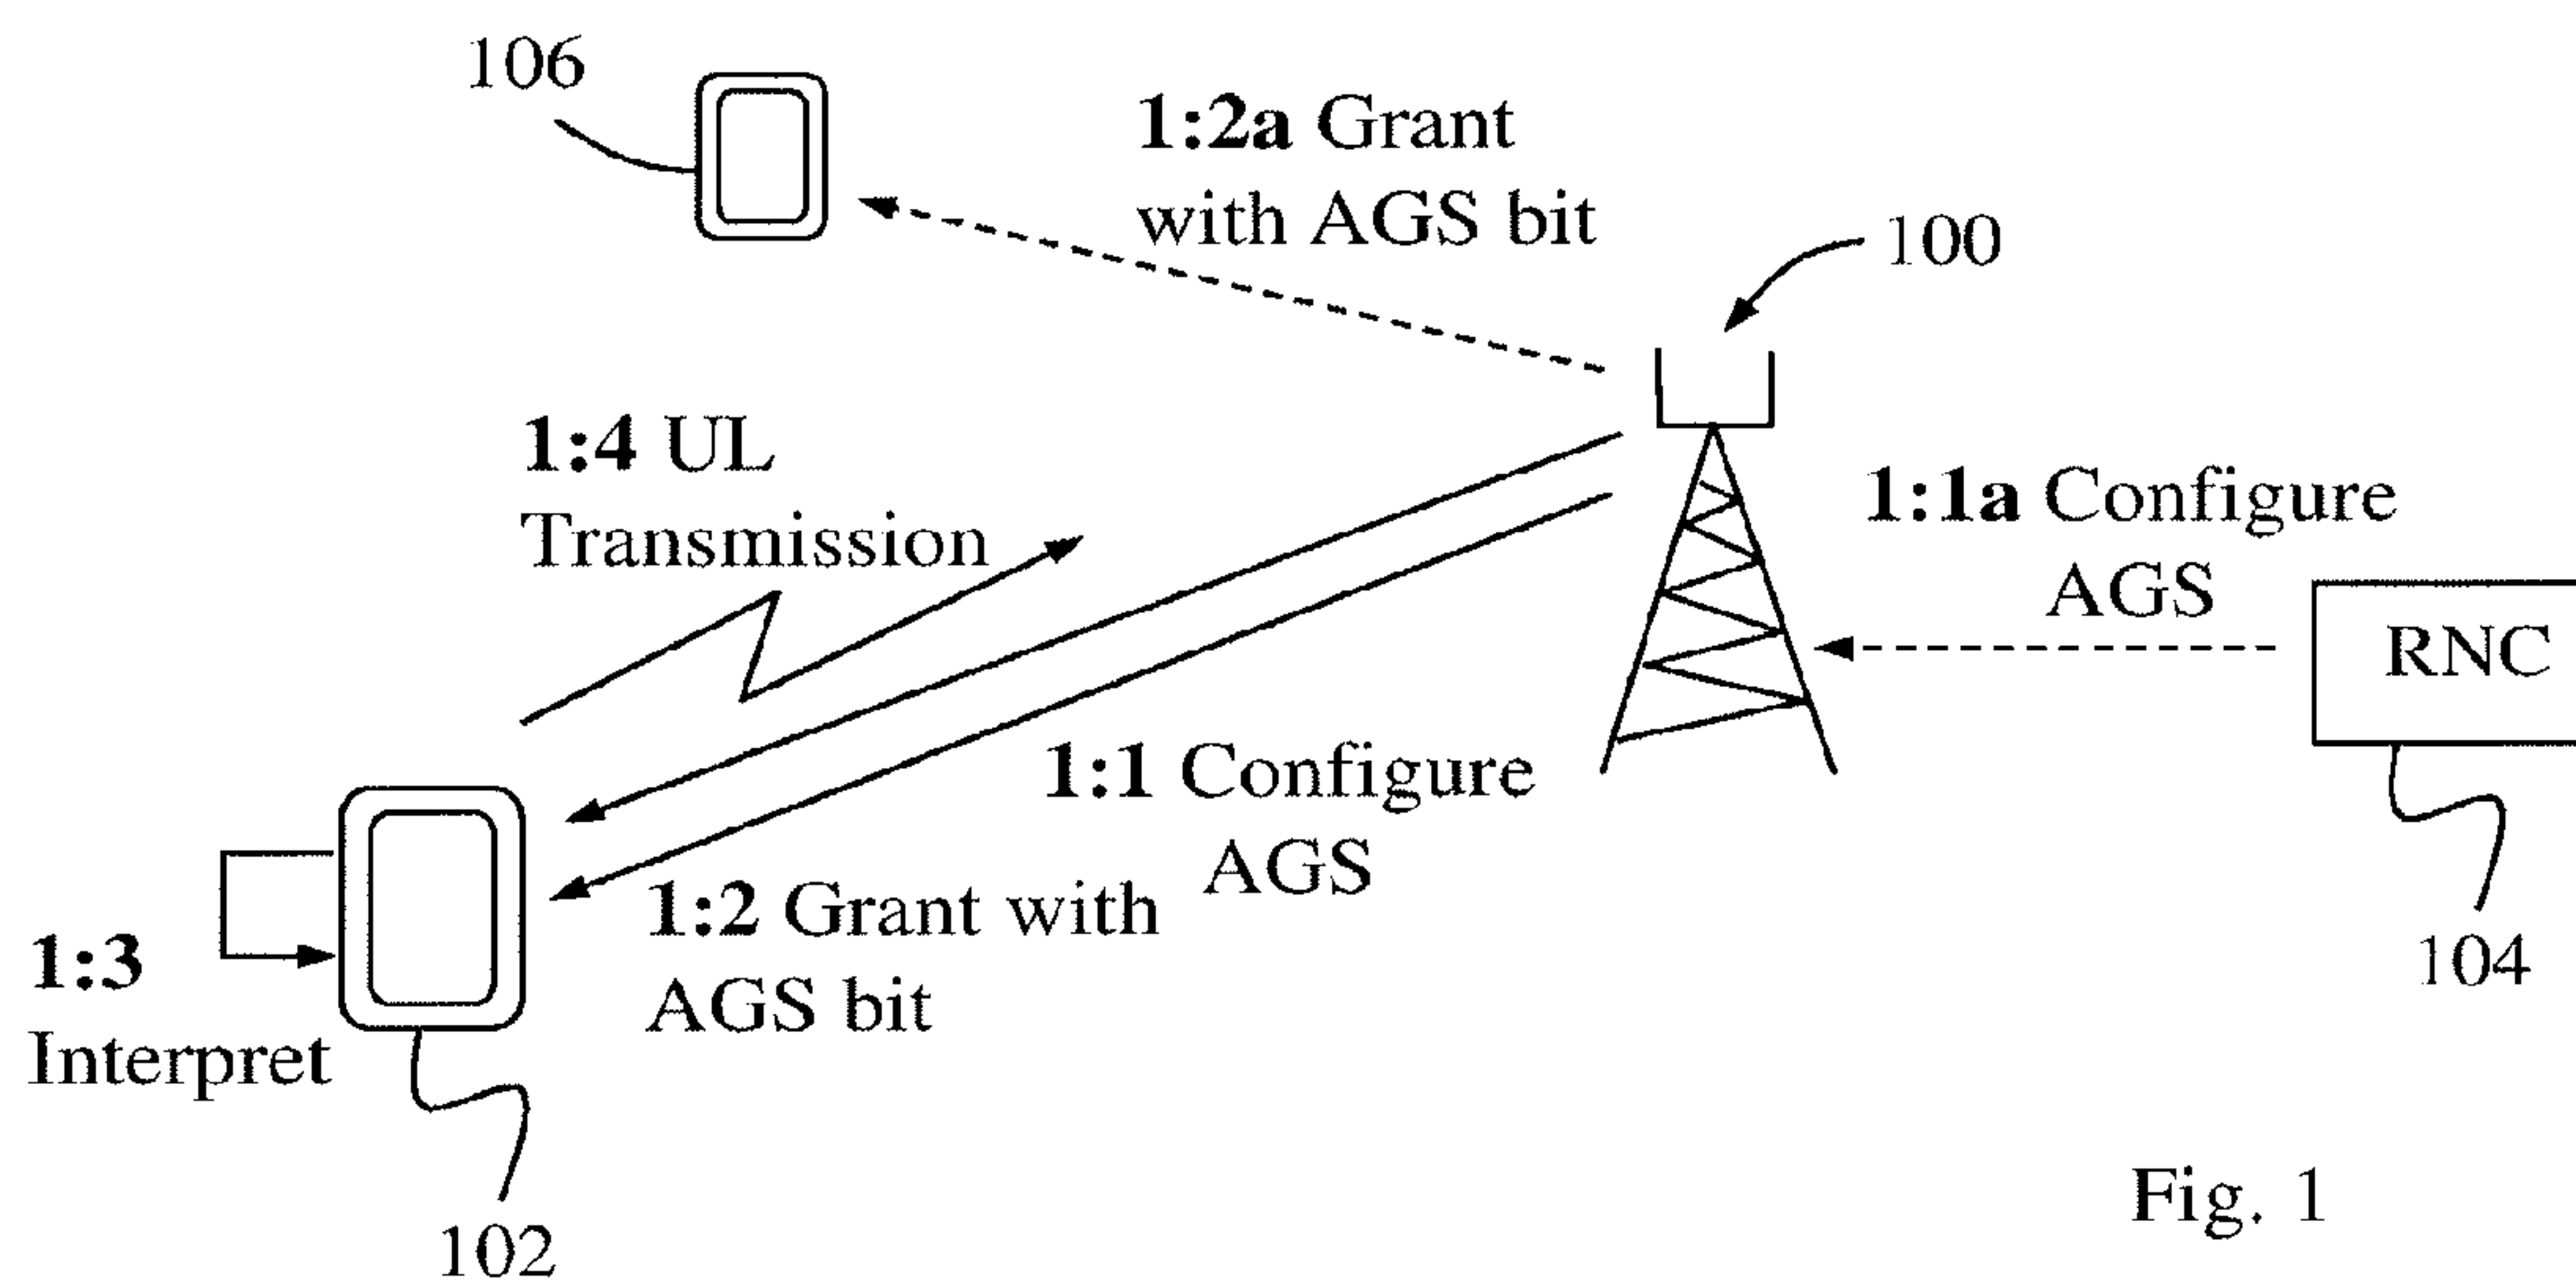 106
1:2a Grant
with AGS bit
100
1:4 UL
Transmission
1:1a Configure
AGS
RNC
1:1 Configure
AGS
1:2 Grant with
AGS bit
1:3
Interpret
104
102
Fig. 1